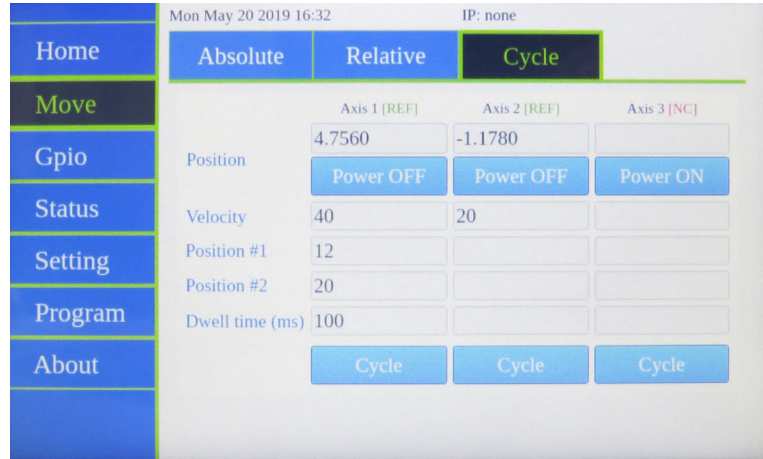 Mon May 20 2019 16:32 IP: none
Home
Move
Gpio
Status
Setting
Program
About
Absolute Relative Cycle
Axis 1 [REF] Axis 2 [REF] Axis 3 [NC]
Position 4.7560 -1.1780
Power OFF Power OFF Power ON
Velocity 40 20
Position #1 12
Position #2 20
Dwell time (ms) 100
Cycle Cycle Cycle